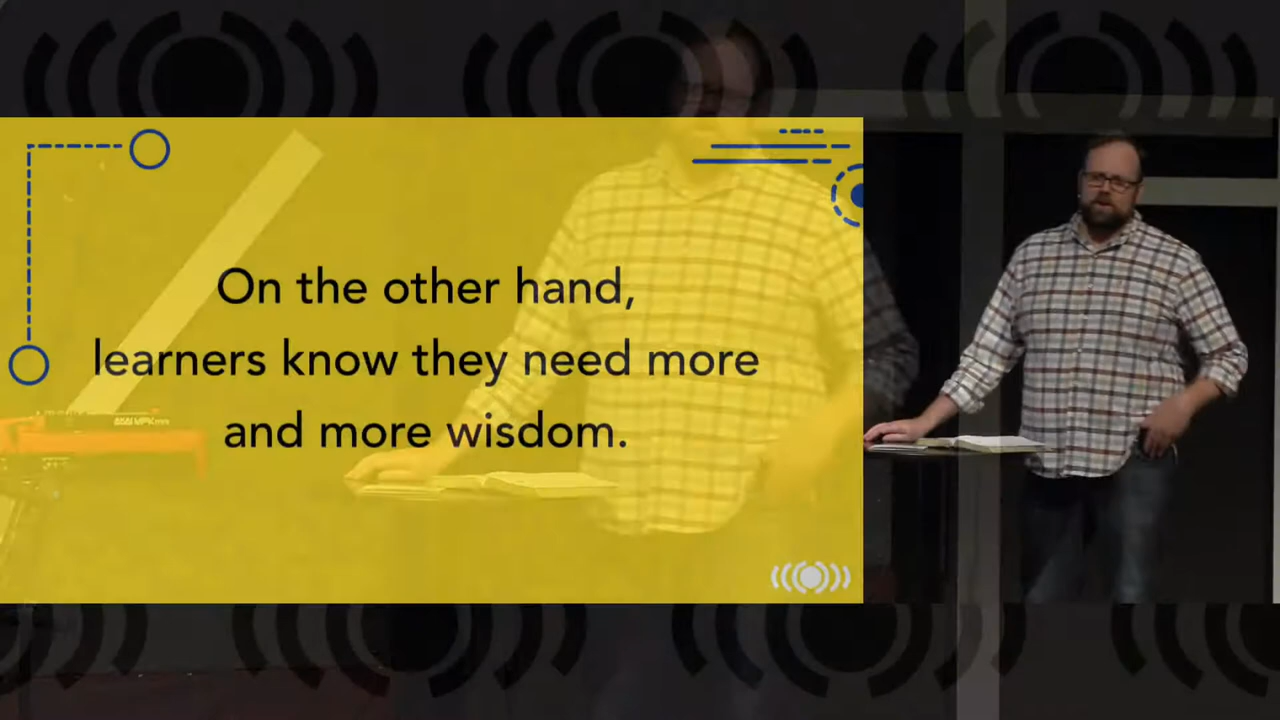 On the other hand,
learners know they need more
and more wisdom.